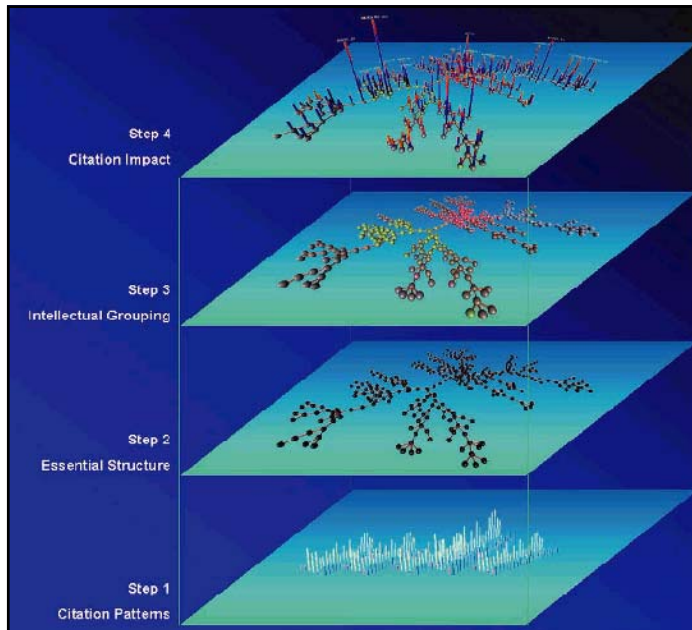 Step 4
Citation Impact
Step 3
Intellectual Grouping
Step 2
Essential Structure
Step 1
Citation Patterns